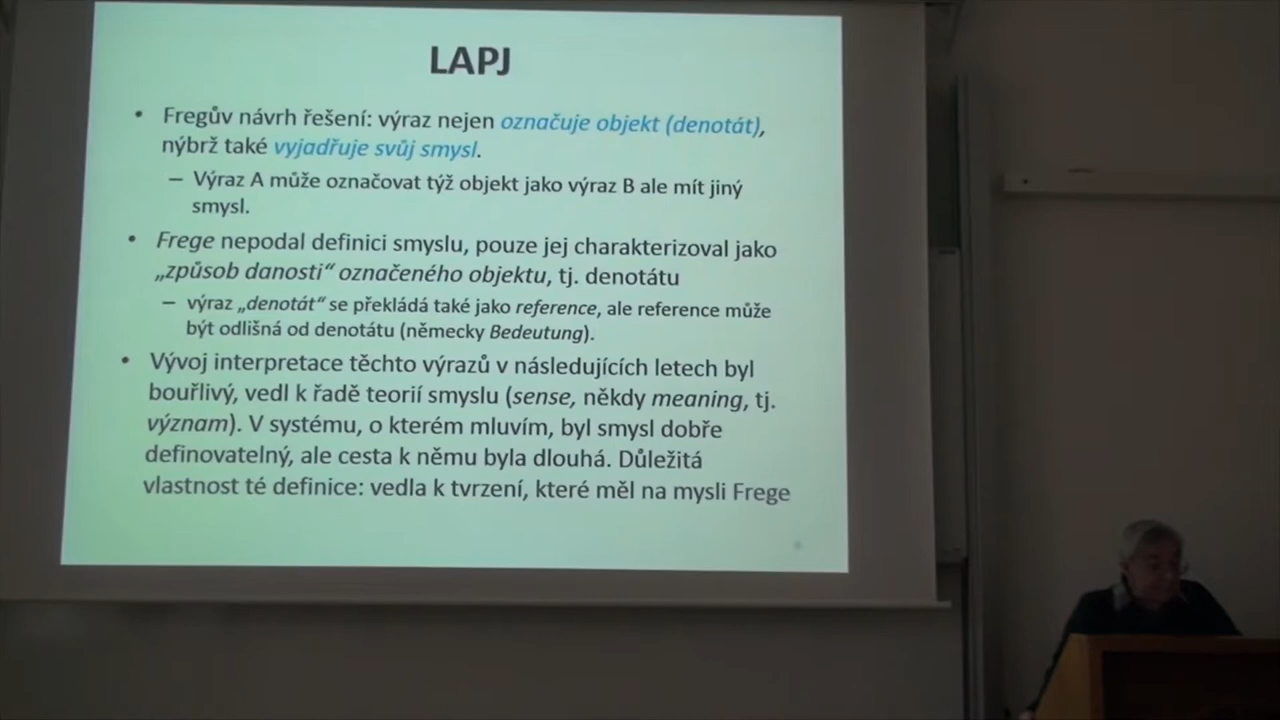 LAPJ
• Fregův návrh řešení: výraz nejen označuje objekt (denotát),
nýbrž také vyjadřuje svůj smysl.
– Výraz A může označovat týž objekt jako výraz B ale mít jiný
smysl.
• Frege nepodal definici smyslu, pouze jej charakterizoval jako
„způsob danosti“ označeného objektu, tj. denotátu
– výraz „denotát“ se překládá také jako reference, ale reference může
být odlišná od denotátu (německy Bedeutung).
• Vývoj interpretace těchto výrazů v následujících letech byl
bouřlivý, vedl k řadě teorií smyslu (sense, někdy meaning, tj.
význam). V systému, o kterém mluvím, byl smysl dobře
definovatelný, ale cesta k němu byla dlouhá. Důležitá
vlastnost té definice: vedla k tvrzení, které měl na mysli Frege